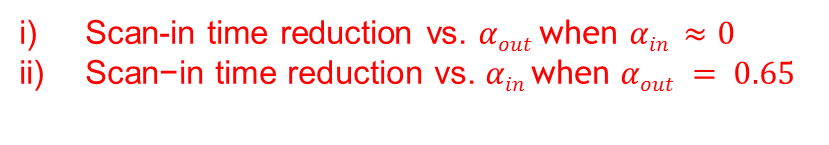 i) Scan-in time reduction vs. α_out when α_in ≈ 0
ii) Scan−in time reduction vs. α_in when α_out = 0.65